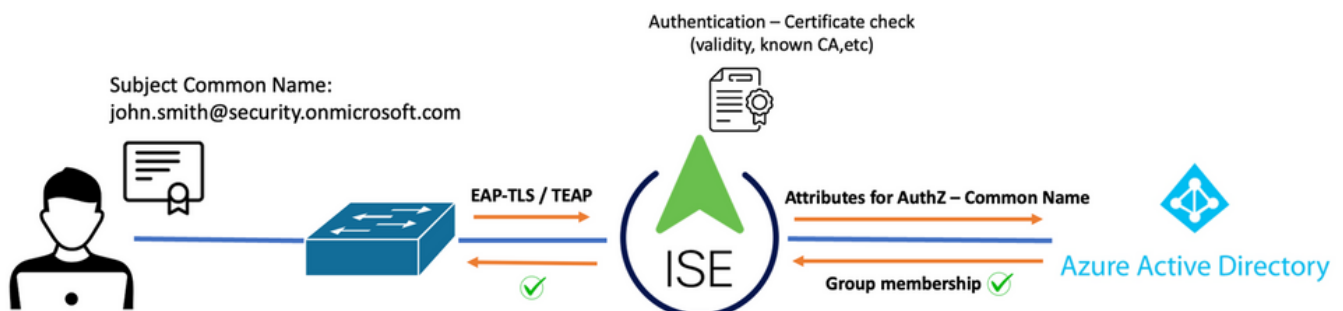 Authentication – Certificate check
(validity, known CA,etc)
Subject Common Name:
john.smith@security.onmicrosoft.com
EAP-TLS / TEAP
Attributes for AuthZ – Common Name
ISE
Group membership
Azure Active Directory